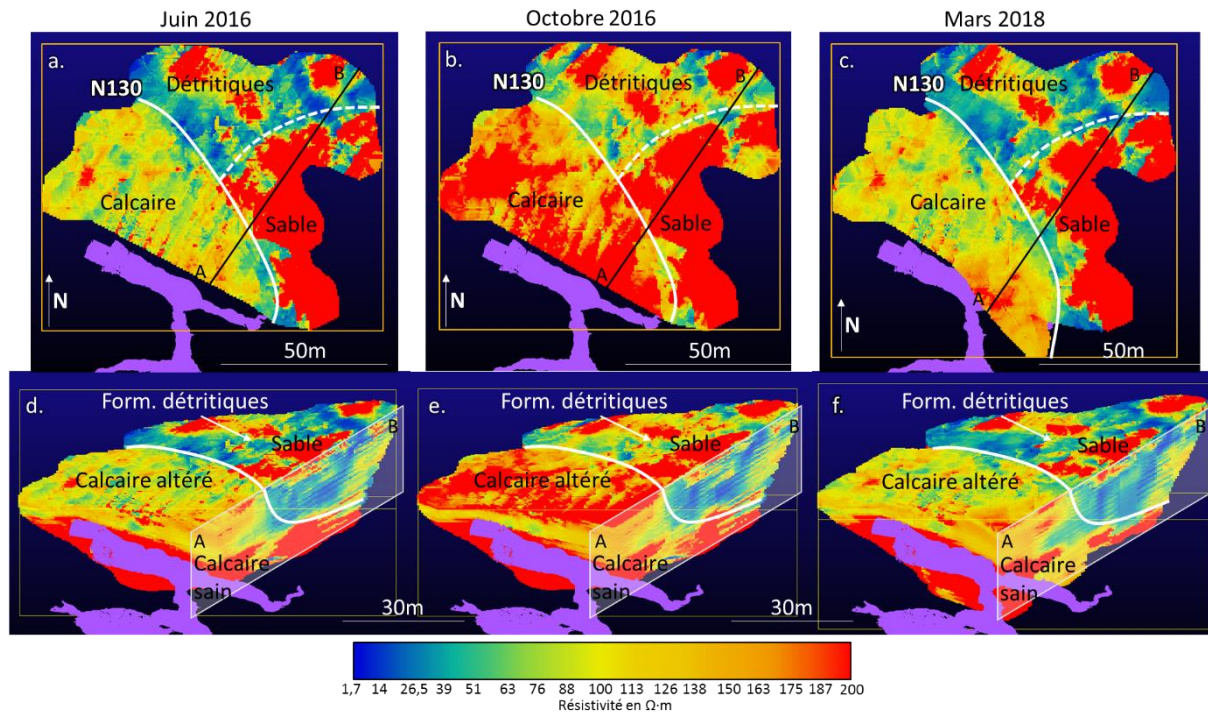 Juin 2016
Octobre 2016
Mars 2018
a.
N130
Détritiques
B
Calcaire
Sable
A
N
50m
b.
N130
Détritiques
B
Calcaire
Sable
A
N
50m
c.
N130
Détritiques
B
Calcaire
Sable
A
N
50m
d.
Form. détritiques
B
Sable
Calcaire altéré
A
Calcaire
sain
30m
e.
Form. détritiques
B
Sable
Calcaire altéré
A
Calcaire
sain
30m
f.
Form. détritiques
B
Sable
Calcaire altéré
A
Calcaire
sain
1,7 14 26,5 39 51 63 76 88 100 113 126 138 150 163 175 187 200
Résistivité en Ω·m